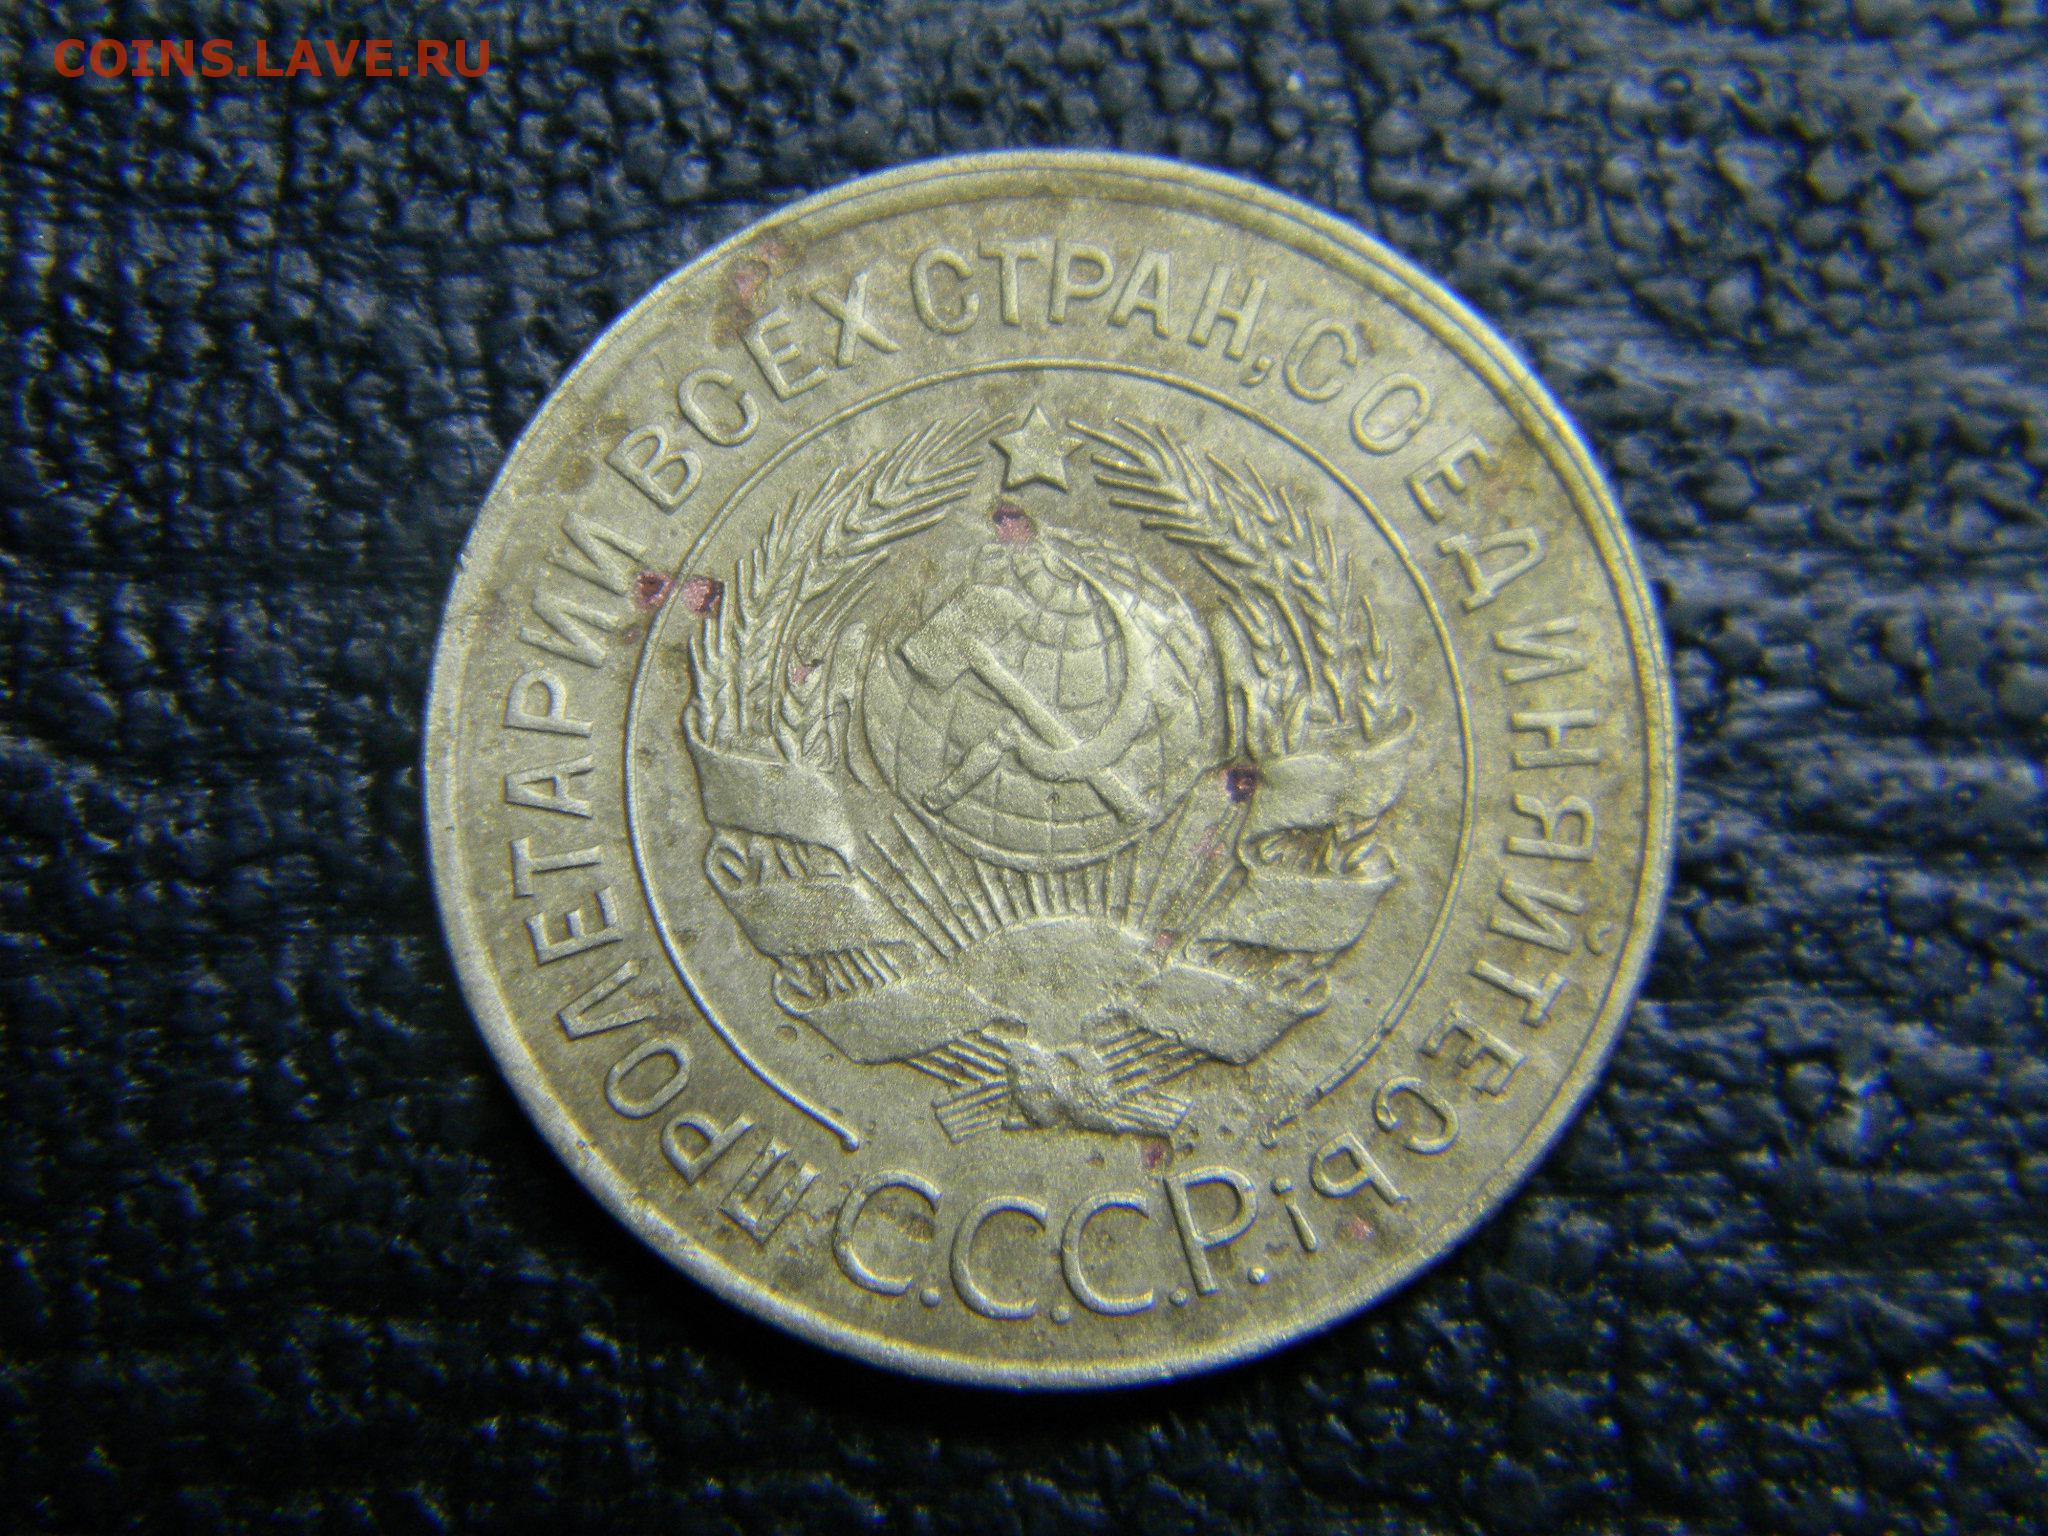 COINS.LAVE.RU
ПРОЛЕТАРИИ ВСЕХ СТРАН, СОЕДИНЯЙТЕСЬ!
С.С.С.Р.